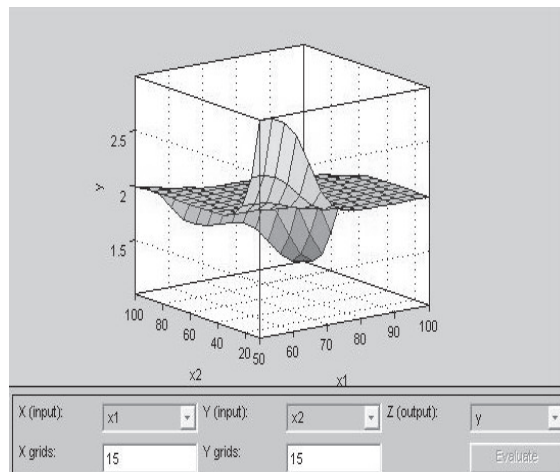 2.5
2
1.5
y
100
80
60
40
20
x2
50
60
70
80
90
100
x1
X (input): x1 Y (input): x2 Z (output): y
X grids: 15 Y grids: 15 Evaluate